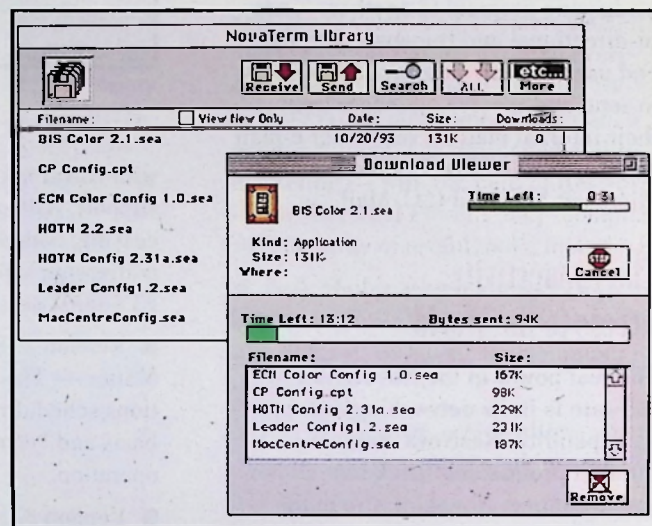 NovaTerm Library
Receive
Send
Search
ALL
etc...
More
Filename:
View New Only
Date:
Size:
Downloads:
BIS Color 2.1.sea
10/20/93
131K
0
CP Config.cpt
ECN Color Config 1.0.sea
HOTN 2.2.sea
HOTN Config 2.31a.sea
Leader Config1.2.sea
MacCentreConfig.sea
Download Viewer
BIS Color 2.1.sea
Time Left: 0:31
Kind: Application
Size: 131K
Where:
Cancel
Time Left: 13:12
Bytes sent: 94K
Filename:
Size:
ECN Color Config 1.0.sea 167K
CP Config.cpt 98K
HOTN Config 2.31a.sea 229K
Leader Config1.2.sea 231K
MacCentreConfig.sea 187K
Remove